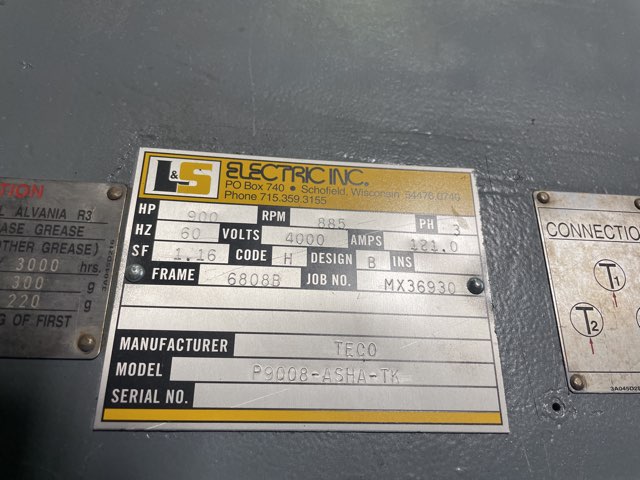 L&S
ELECTRIC INC.
PO Box 740 • Schofield, Wisconsin 54476-0740
Phone 715.359.3155
HP 900 RPM 885 PH 3
HZ 60 VOLTS 4000 AMPS 121.0
SF 1.16 CODE H DESIGN B INS
FRAME 6808B JOB NO. MX36930
MANUFACTURER TECO
MODEL P9008-ASHA-TK
SERIAL NO.
TION
L ALVANIA R3
ASE GREASE
OTHER GREASE)
3000 hrs.
300 g
220 g
G OF FIRST
CONNECTIO
T1
T2